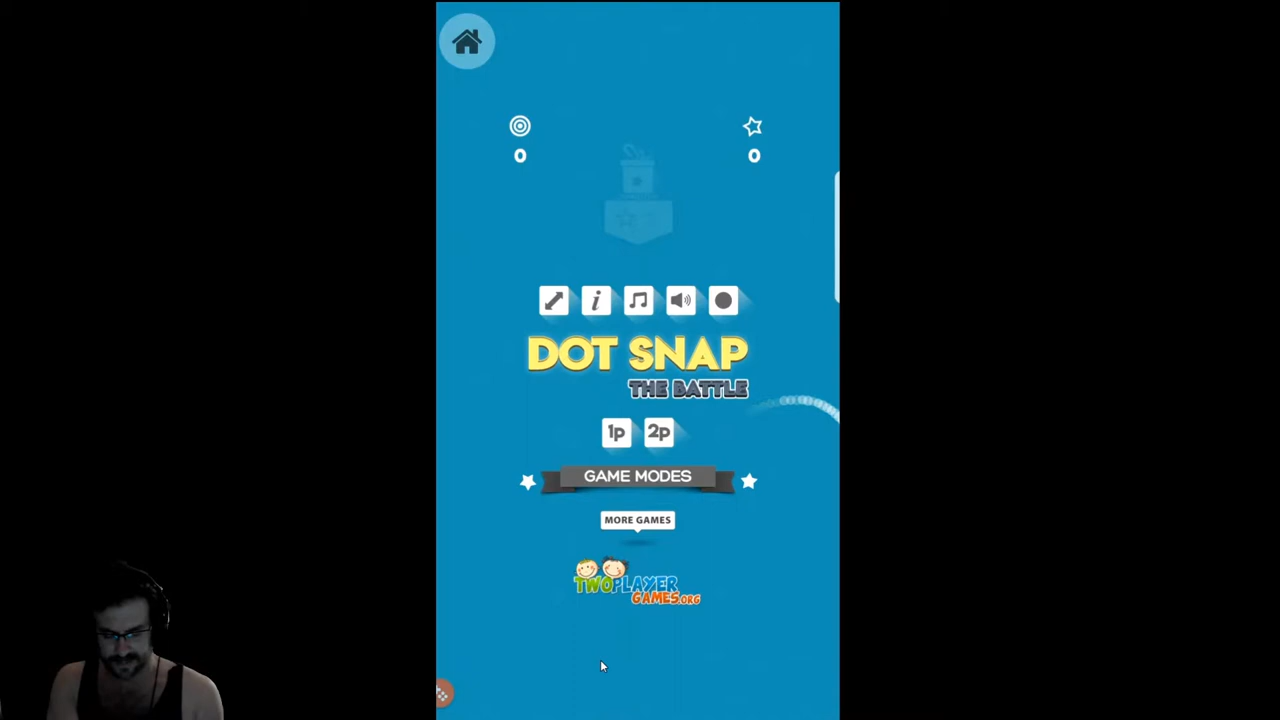 0 0
DOT SNAP
THE BATTLE
1p 2p
GAME MODES
MORE GAMES
TWOPLAYER
GAMES.ORG